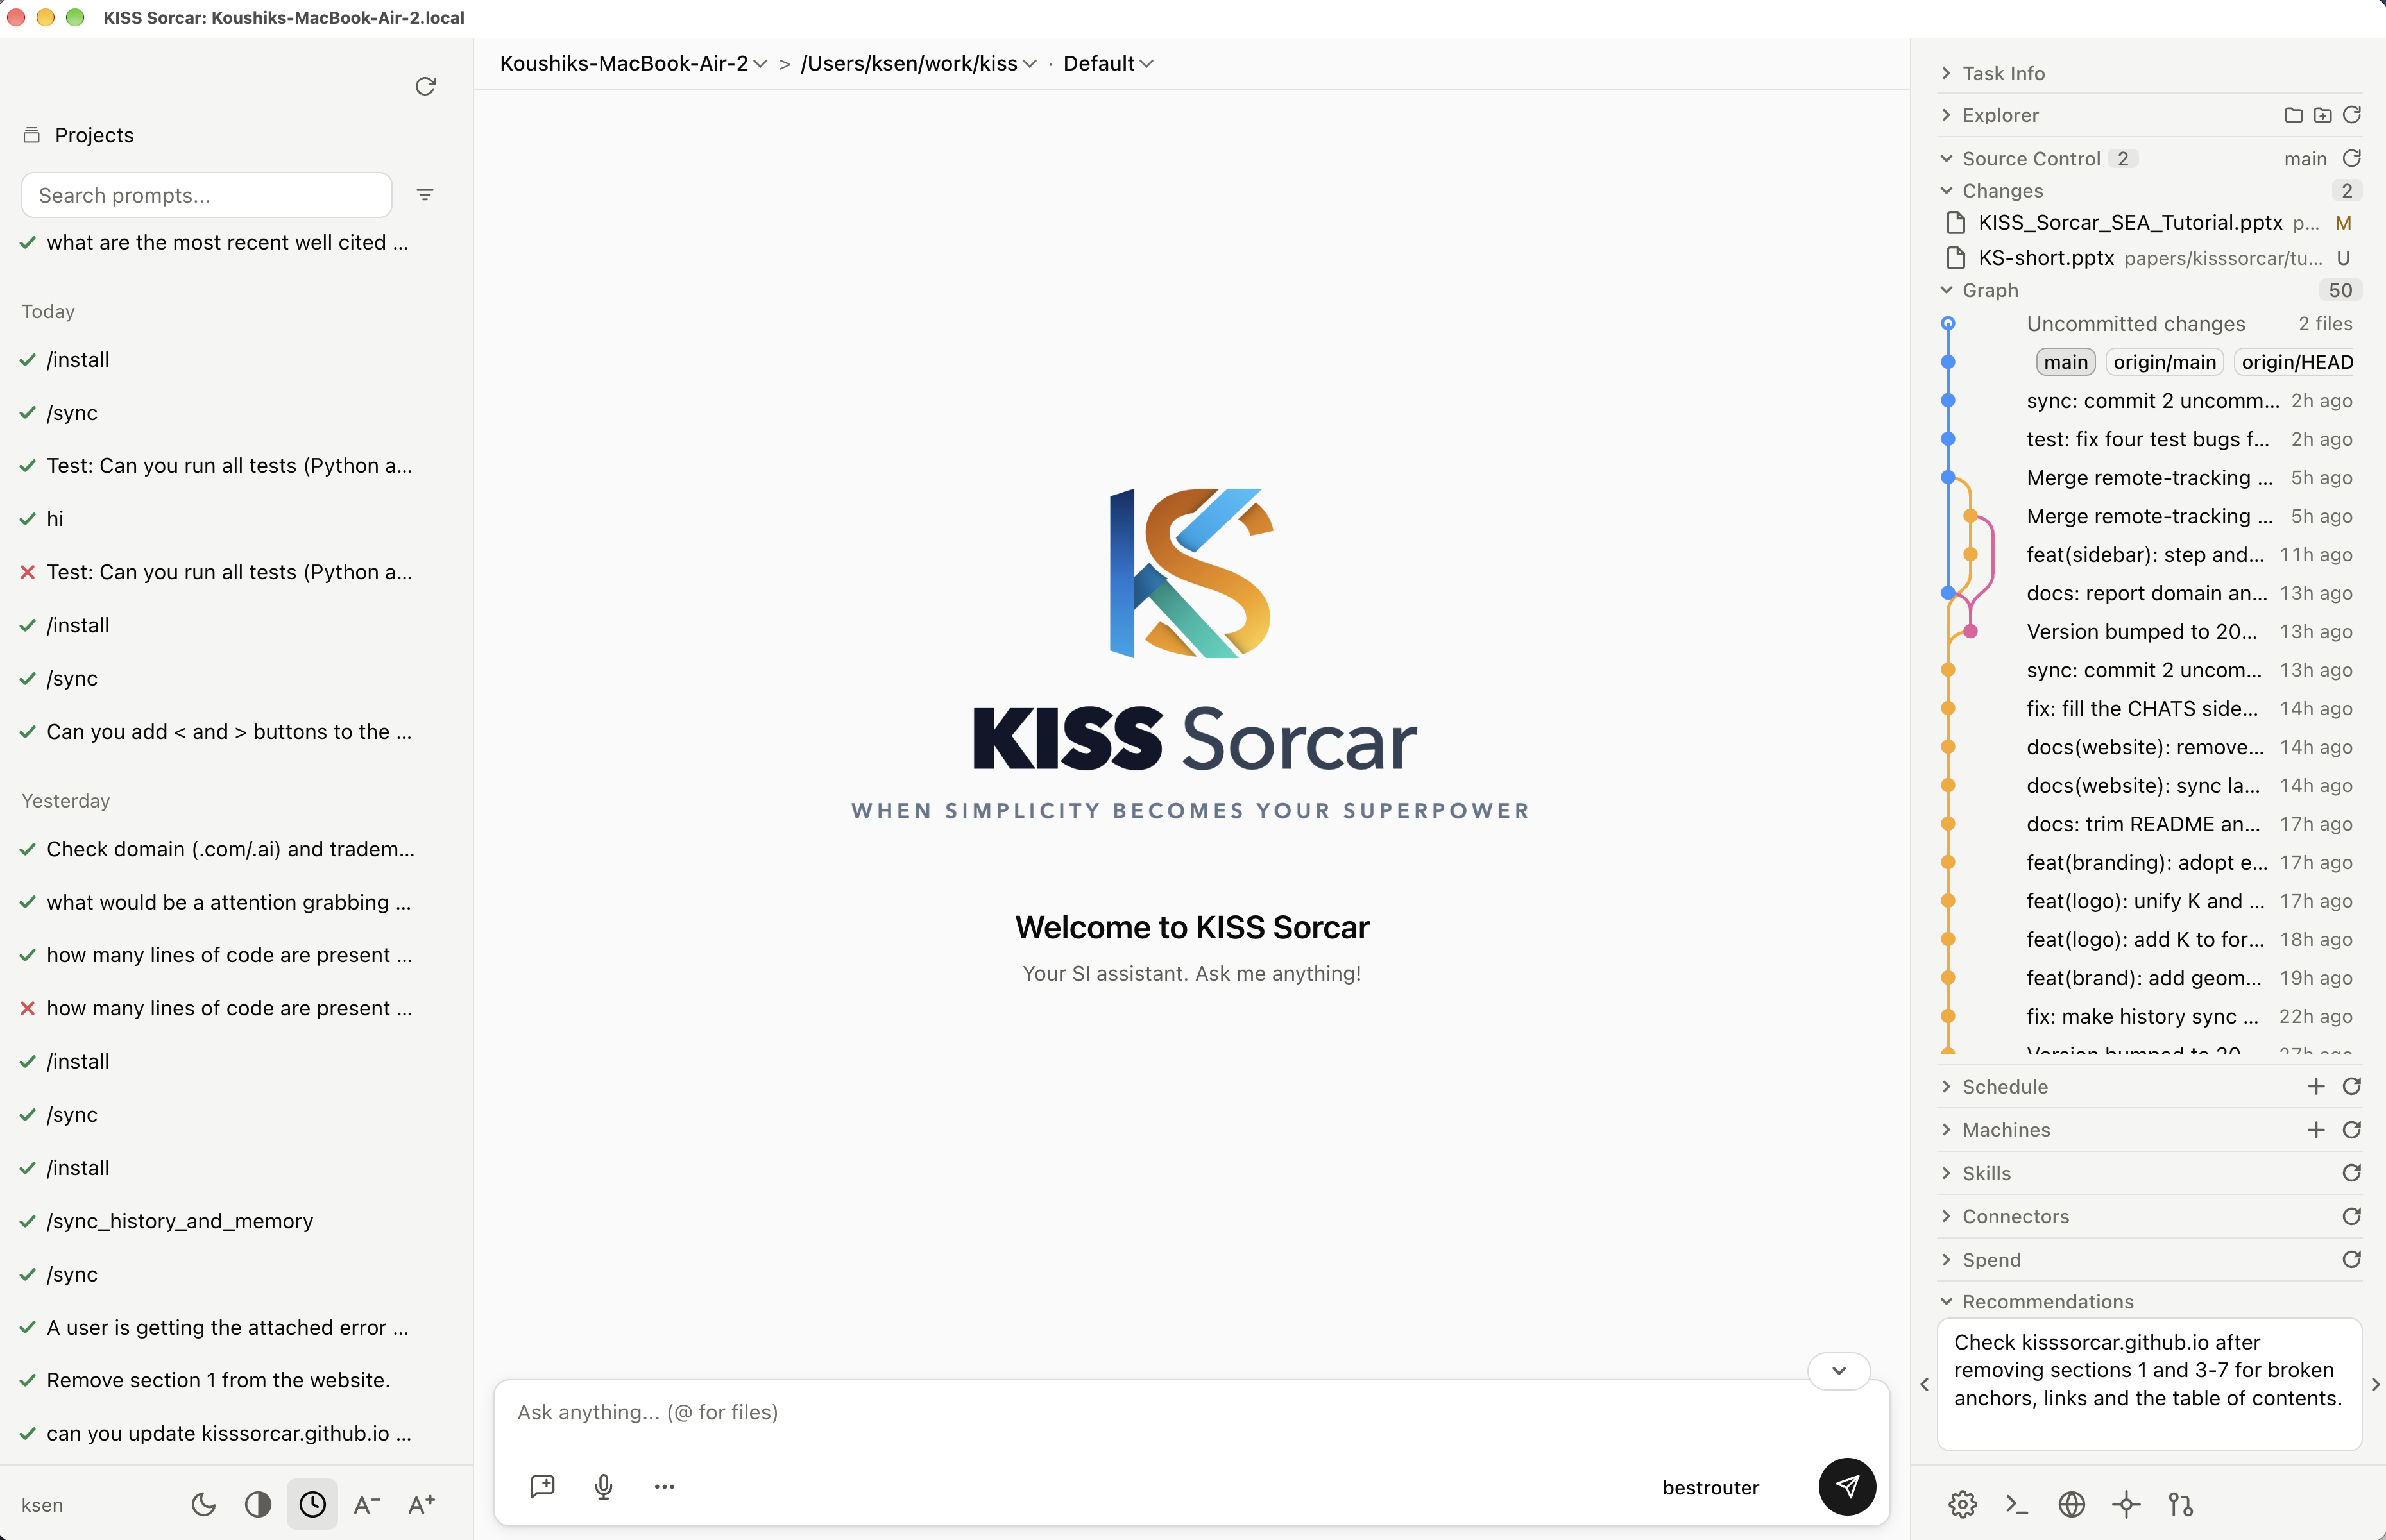 KISS Sorcar: Koushiks-MacBook-Air-2.local
Projects
Search prompts...
what are the most recent well cited ...
Today
/install
/sync
Test: Can you run all tests (Python a...
hi
Test: Can you run all tests (Python a...
/install
/sync
Can you add < and > buttons to the ...
Yesterday
Check domain (.com/.ai) and tradem...
what would be a attention grabbing ...
how many lines of code are present ...
how many lines of code are present ...
/install
/sync
/install
/sync_history_and_memory
/sync
A user is getting the attached error ...
Remove section 1 from the website.
can you update kisssorcar.github.io ...
ksen
A− A+
Koushiks-MacBook-Air-2 > /Users/ksen/work/kiss · Default
KS
KISS Sorcar
WHEN SIMPLICITY BECOMES YOUR SUPERPOWER
Welcome to KISS Sorcar
Your SI assistant. Ask me anything!
Ask anything... (@ for files)
bestrouter
Task Info
Explorer
Source Control 2 main
Changes 2
KISS_Sorcar_SEA_Tutorial.pptx p... M
KS-short.pptx papers/kisssorcar/tu... U
Graph 50
Uncommitted changes 2 files
main origin/main origin/HEAD
sync: commit 2 uncomm... 2h ago
test: fix four test bugs f... 2h ago
Merge remote-tracking ... 5h ago
Merge remote-tracking ... 5h ago
feat(sidebar): step and... 11h ago
docs: report domain an... 13h ago
Version bumped to 20... 13h ago
sync: commit 2 uncom... 13h ago
fix: fill the CHATS side... 14h ago
docs(website): remove... 14h ago
docs(website): sync la... 14h ago
docs: trim README an... 17h ago
feat(branding): adopt e... 17h ago
feat(logo): unify K and ... 17h ago
feat(logo): add K to for... 18h ago
feat(brand): add geom... 19h ago
fix: make history sync ... 22h ago
Version bumped to 20... 27h ago
Schedule
Machines
Skills
Connectors
Spend
Recommendations
Check kisssorcar.github.io after
removing sections 1 and 3-7 for broken
anchors, links and the table of contents.